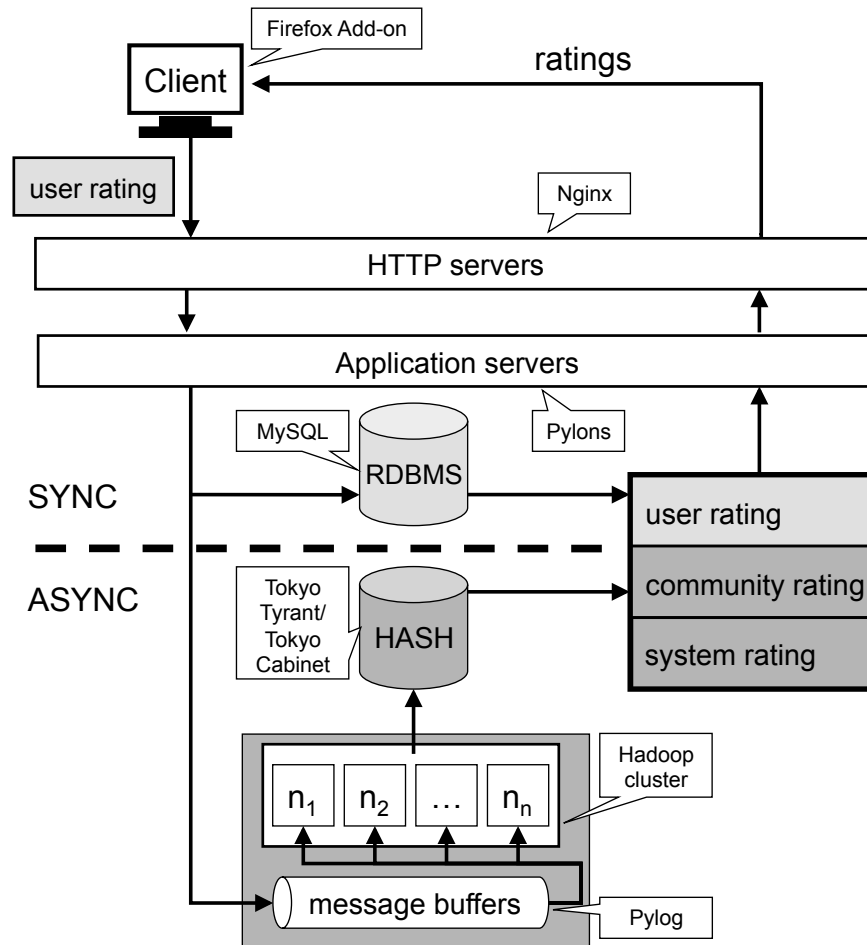 Firefox Add-on
Client
ratings
user rating
Nginx
HTTP servers
Application servers
MySQL
Pylons
RDBMS
SYNC
user rating
ASYNC
Tokyo
Tyrant/
Tokyo
Cabinet
HASH
community rating
system rating
Hadoop
cluster
n1 n2 … nn
message buffers
Pylog